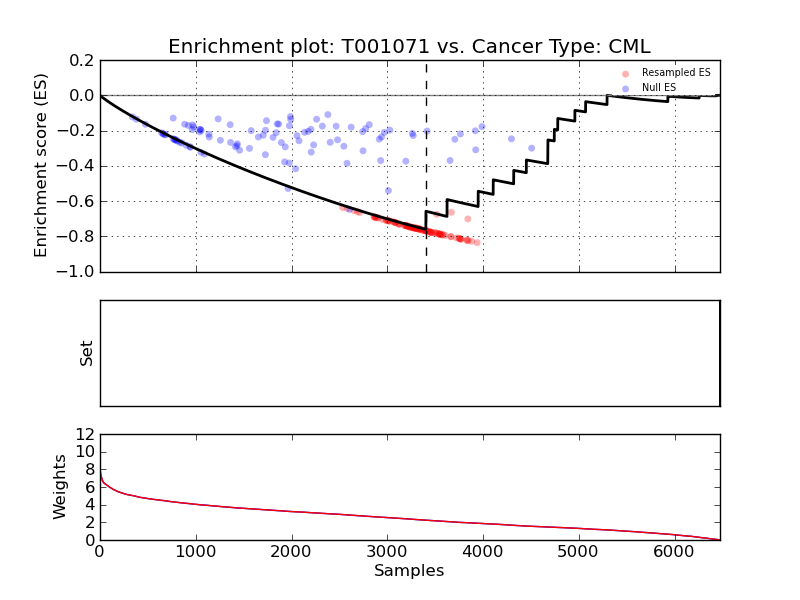 Enrichment plot: T001071 vs. Cancer Type: CML
Enrichment score (ES)
0.2
0.0
−0.2
−0.4
−0.6
−0.8
−1.0
Resampled ES
Null ES
Set
Weights
12
10
8
6
4
2
0
0 1000 2000 3000 4000 5000 6000
Samples